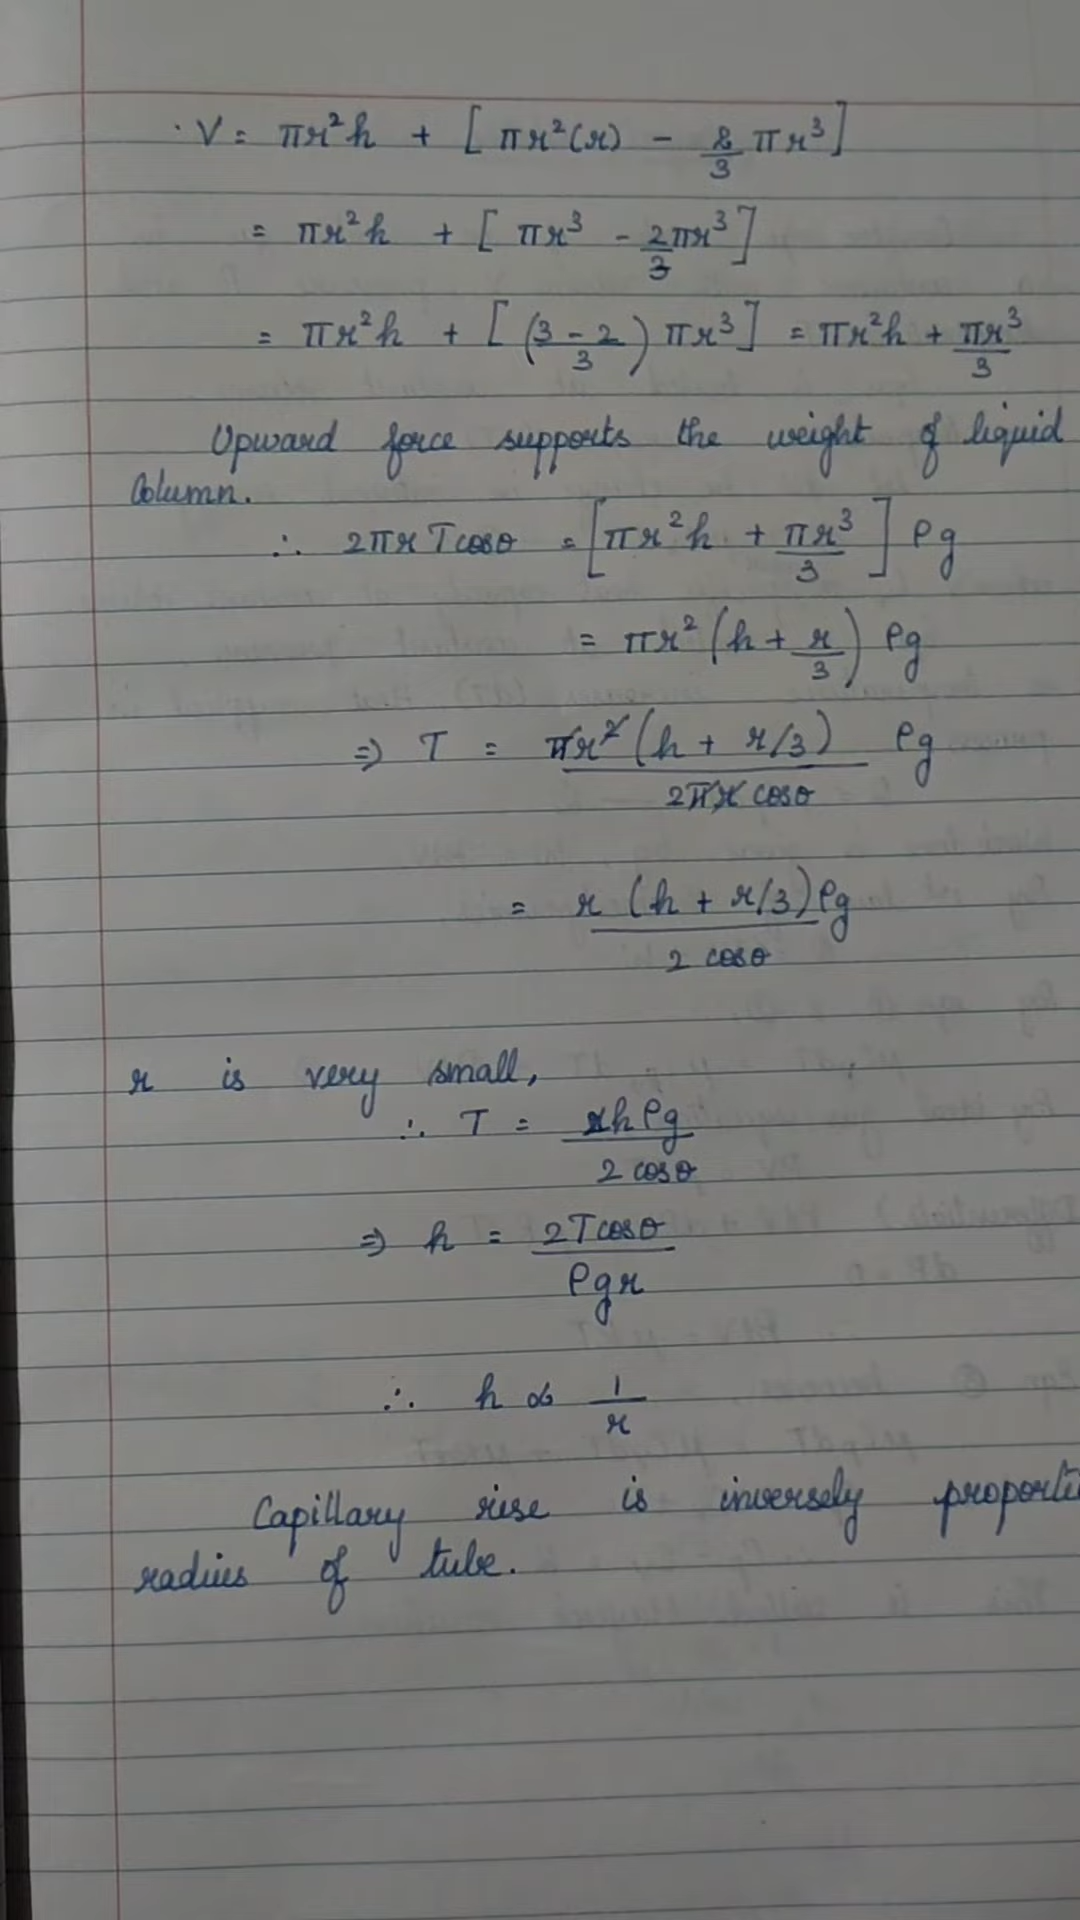 ∴ V = πr²h + [πr²(r) - 2/3 πr³]
= πr²h + [πr³ - 2/3 πr³]
= πr²h + [(3-2/3) πr³] = πr²h + πr³/3
Upward force supports the weight of liquid
column.
∴ 2πr Tcosθ = [πr²h + πr³/3] ρg
= πr² (h + r/3) ρg
⇒ T = πr² (h + r/3) ρg / 2πr cosθ
= r (h + r/3) ρg / 2 cosθ
r is very small,
∴ T = rhρg / 2 cosθ
⇒ h = 2Tcosθ / ρgr
∴ h ∝ 1/r
Capillary rise is inversely proporti
radius of tube.